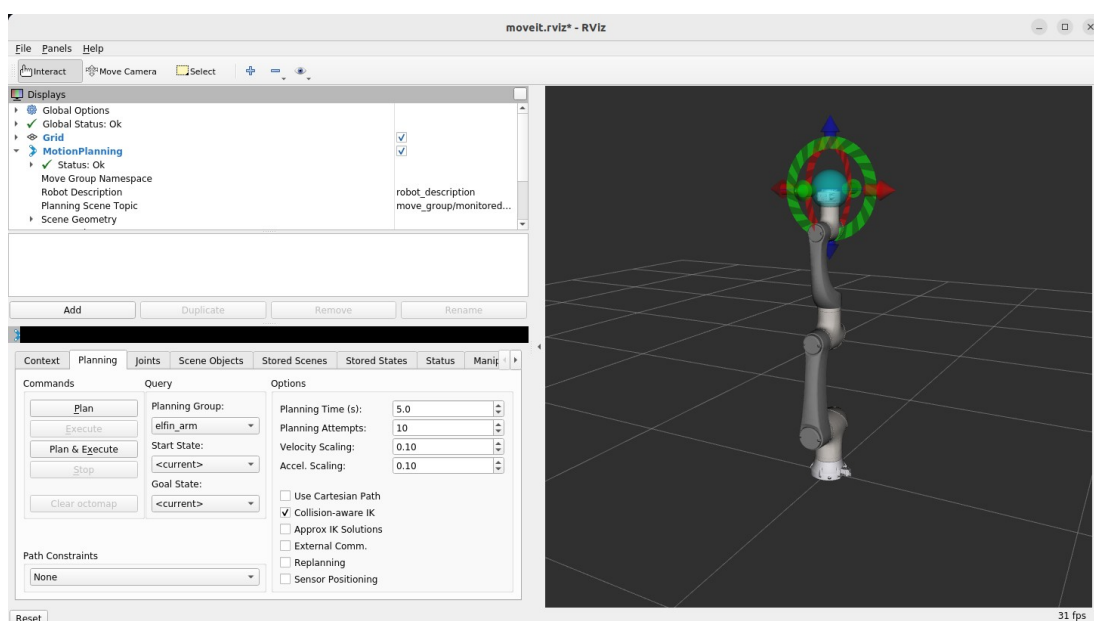 moveit.rviz* - RViz
File Panels Help
Interact Move Camera Select
Displays
Global Options
Global Status: Ok
Grid
MotionPlanning
Status: Ok
Move Group Namespace
Robot Description robot_description
Planning Scene Topic move_group/monitored...
Scene Geometry
Add Duplicate Remove Rename
Context Planning Joints Scene Objects Stored Scenes Stored States Status Manip
Commands Query Options
Plan
Execute
Plan & Execute
Stop
Clear octomap
Planning Group:
elfin_arm
Start State:
<current>
Goal State:
<current>
Planning Time (s): 5.0
Planning Attempts: 10
Velocity Scaling: 0.10
Accel. Scaling: 0.10
Use Cartesian Path
Collision-aware IK
Approx IK Solutions
External Comm.
Replanning
Sensor Positioning
Path Constraints
None
Reset
31 fps